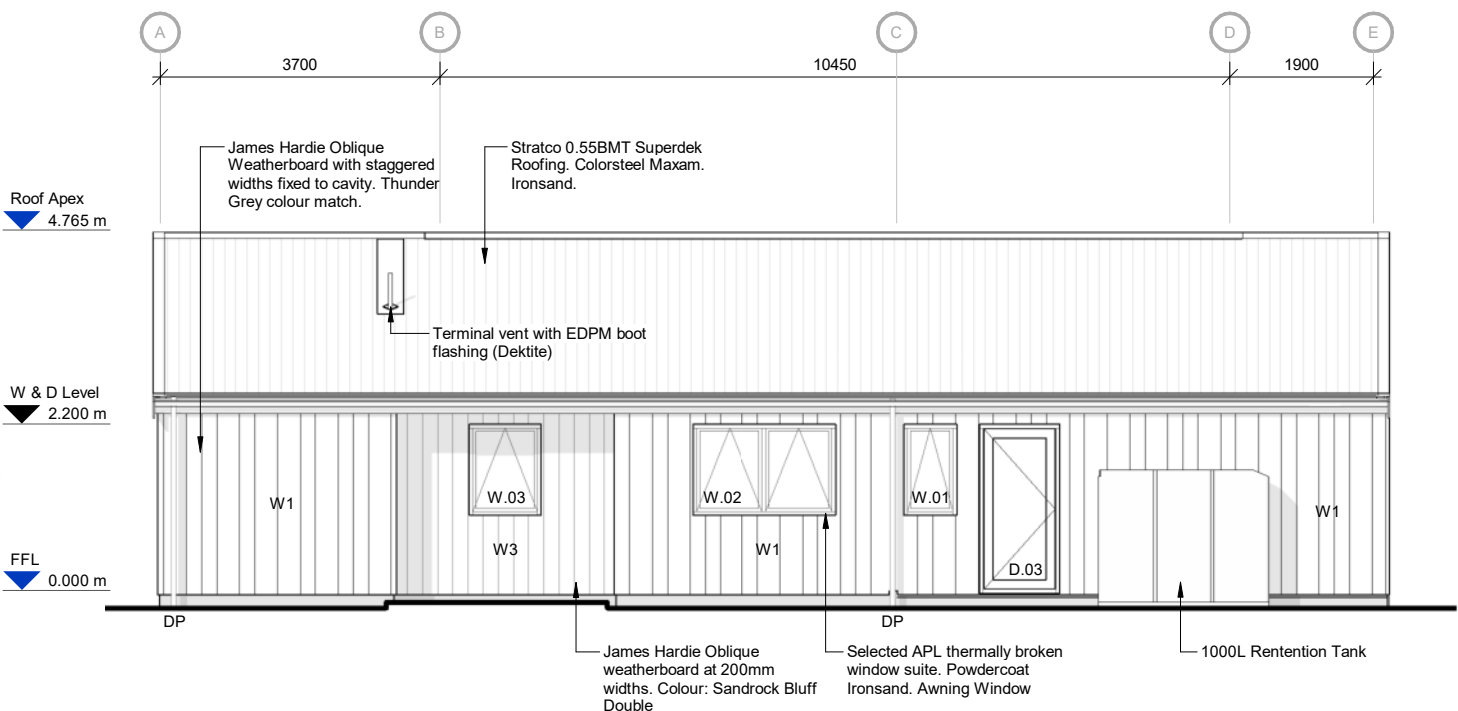 A
B
C
D
E
3700
10450
1900
James Hardie Oblique
Weatherboard with staggered
widths fixed to cavity. Thunder
Grey colour match.
Stratco 0.55BMT Superdek
Roofing. Colorsteel Maxam.
Ironsand.
Roof Apex
4.765 m
Terminal vent with EDPM boot
flashing (Dektite)
W & D Level
2.200 m
W1
W.03
W3
W.02
W1
W.01
D.03
W1
FFL
0.000 m
DP
DP
James Hardie Oblique
weatherboard at 200mm
widths. Colour: Sandrock Bluff
Double
Selected APL thermally broken
window suite. Powdercoat
Ironsand. Awning Window
1000L Rentention Tank